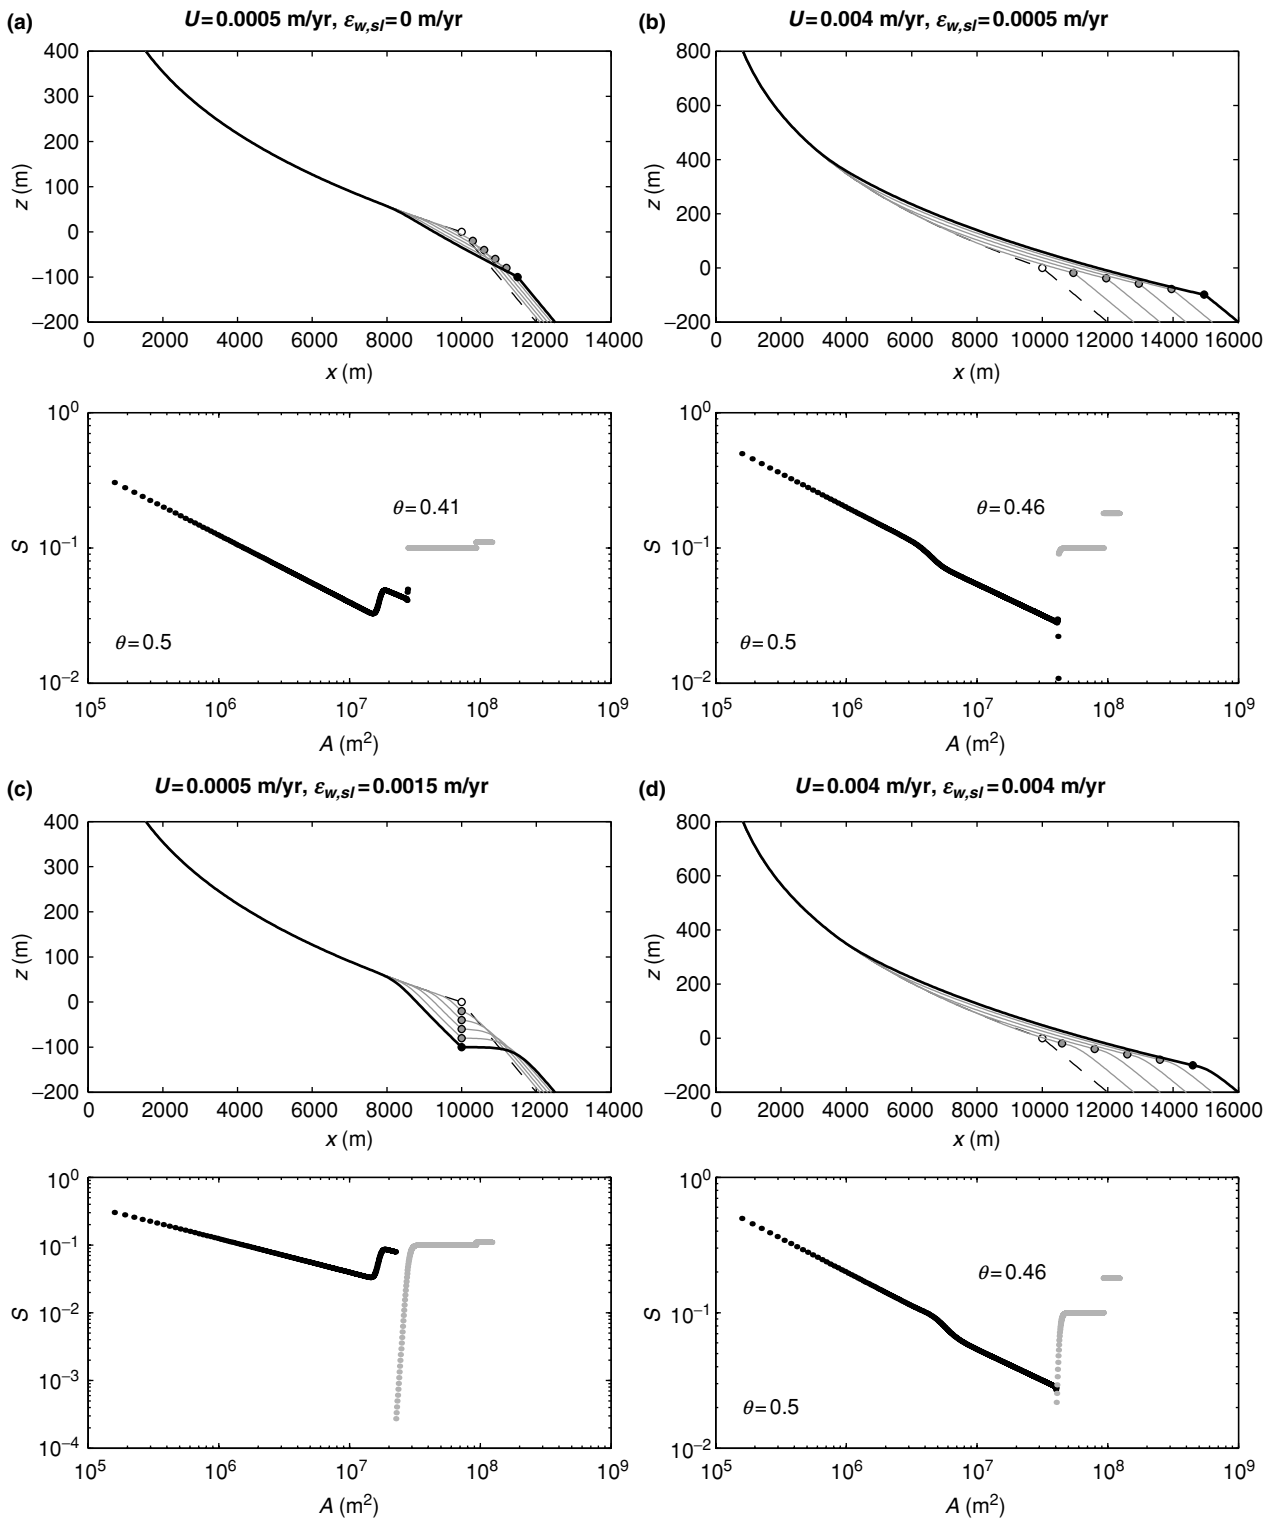 (a) U=0.0005 m/yr, εw,sl=0 m/yr
400
300
200
100
0
−100
−200
z (m)
0 2000 4000 6000 8000 10000 12000 14000
x (m)
10^0
10^−1
10^−2
S
θ=0.41
θ=0.5
10^5 10^6 10^7 10^8 10^9
A (m^2)
(b) U=0.004 m/yr, εw,sl=0.0005 m/yr
800
600
400
200
0
−200
z (m)
0 2000 4000 6000 8000 10000 12000 14000 16000
x (m)
10^0
10^−1
10^−2
S
θ=0.46
θ=0.5
10^5 10^6 10^7 10^8 10^9
A (m^2)
(c) U=0.0005 m/yr, εw,sl=0.0015 m/yr
400
300
200
100
0
−100
−200
z (m)
0 2000 4000 6000 8000 10000 12000 14000
x (m)
10^0
10^−1
10^−2
10^−3
10^−4
S
10^5 10^6 10^7 10^8 10^9
A (m^2)
(d) U=0.004 m/yr, εw,sl=0.004 m/yr
800
600
400
200
0
−200
z (m)
0 2000 4000 6000 8000 10000 12000 14000 16000
x (m)
10^0
10^−1
10^−2
S
θ=0.46
θ=0.5
10^5 10^6 10^7 10^8 10^9
A (m^2)